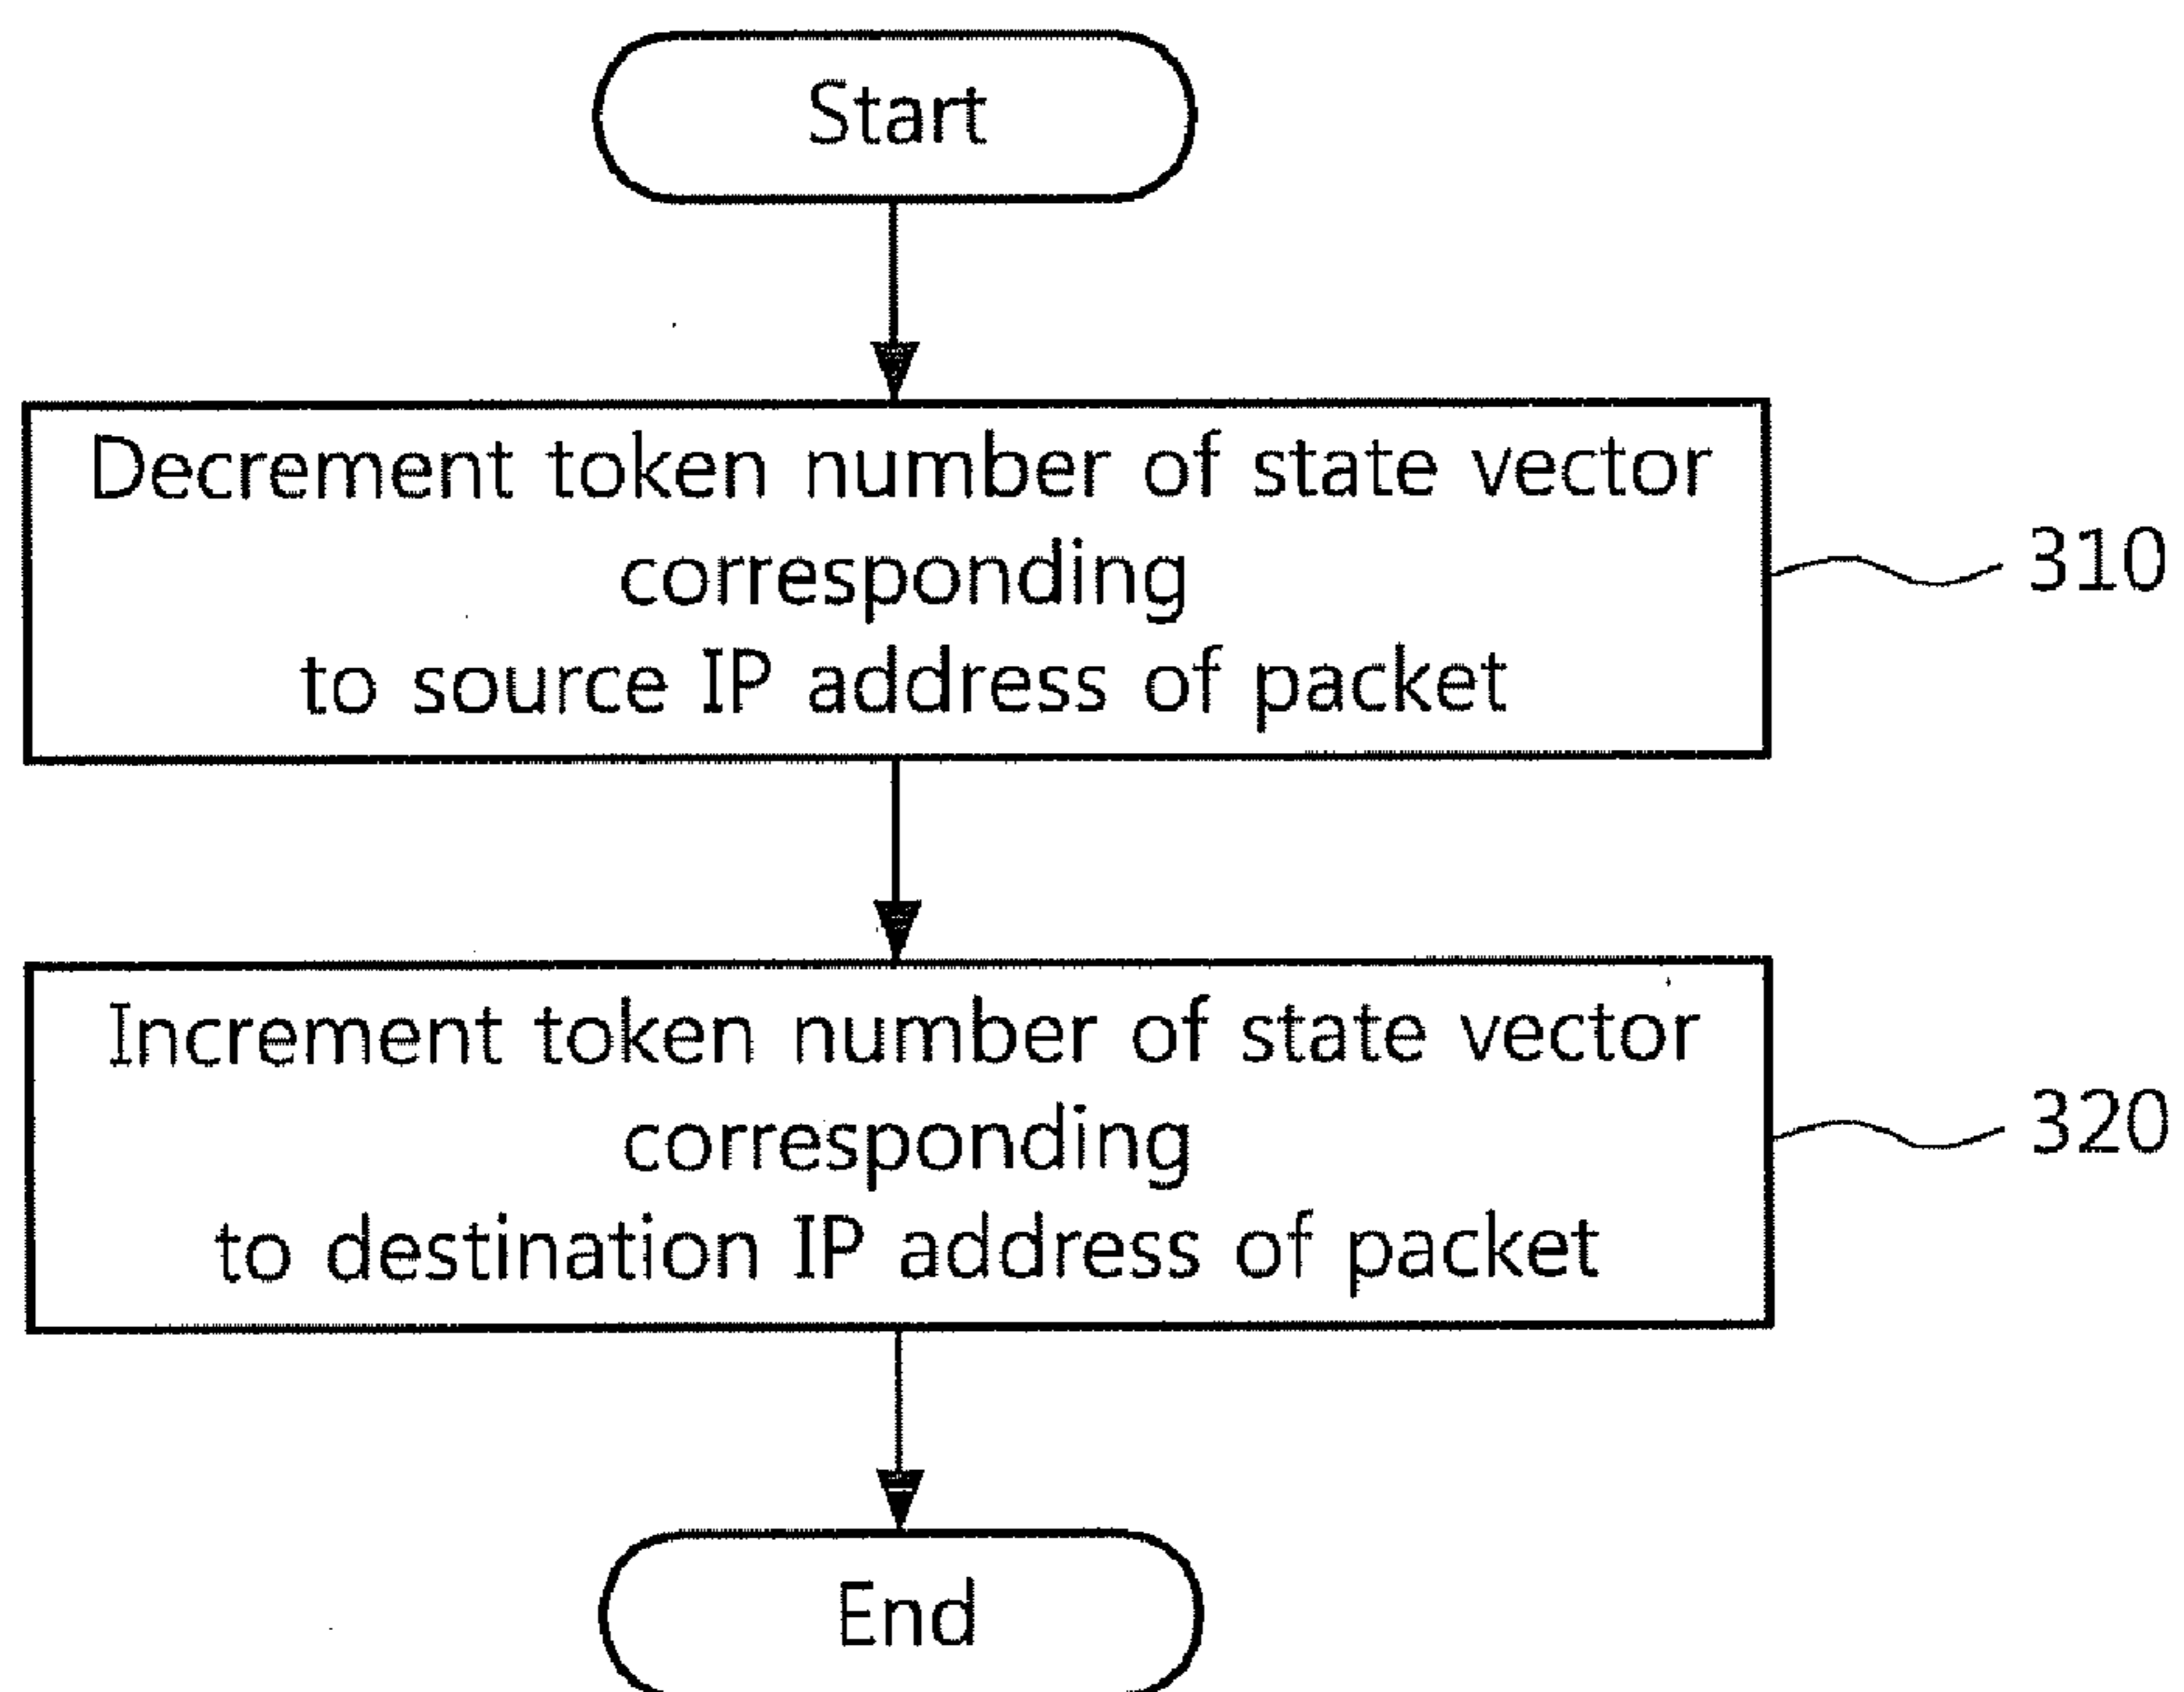 Start
Decrement token number of state vector
corresponding
to source IP address of packet
310
Increment token number of state vector
corresponding
to destination IP address of packet
320
End